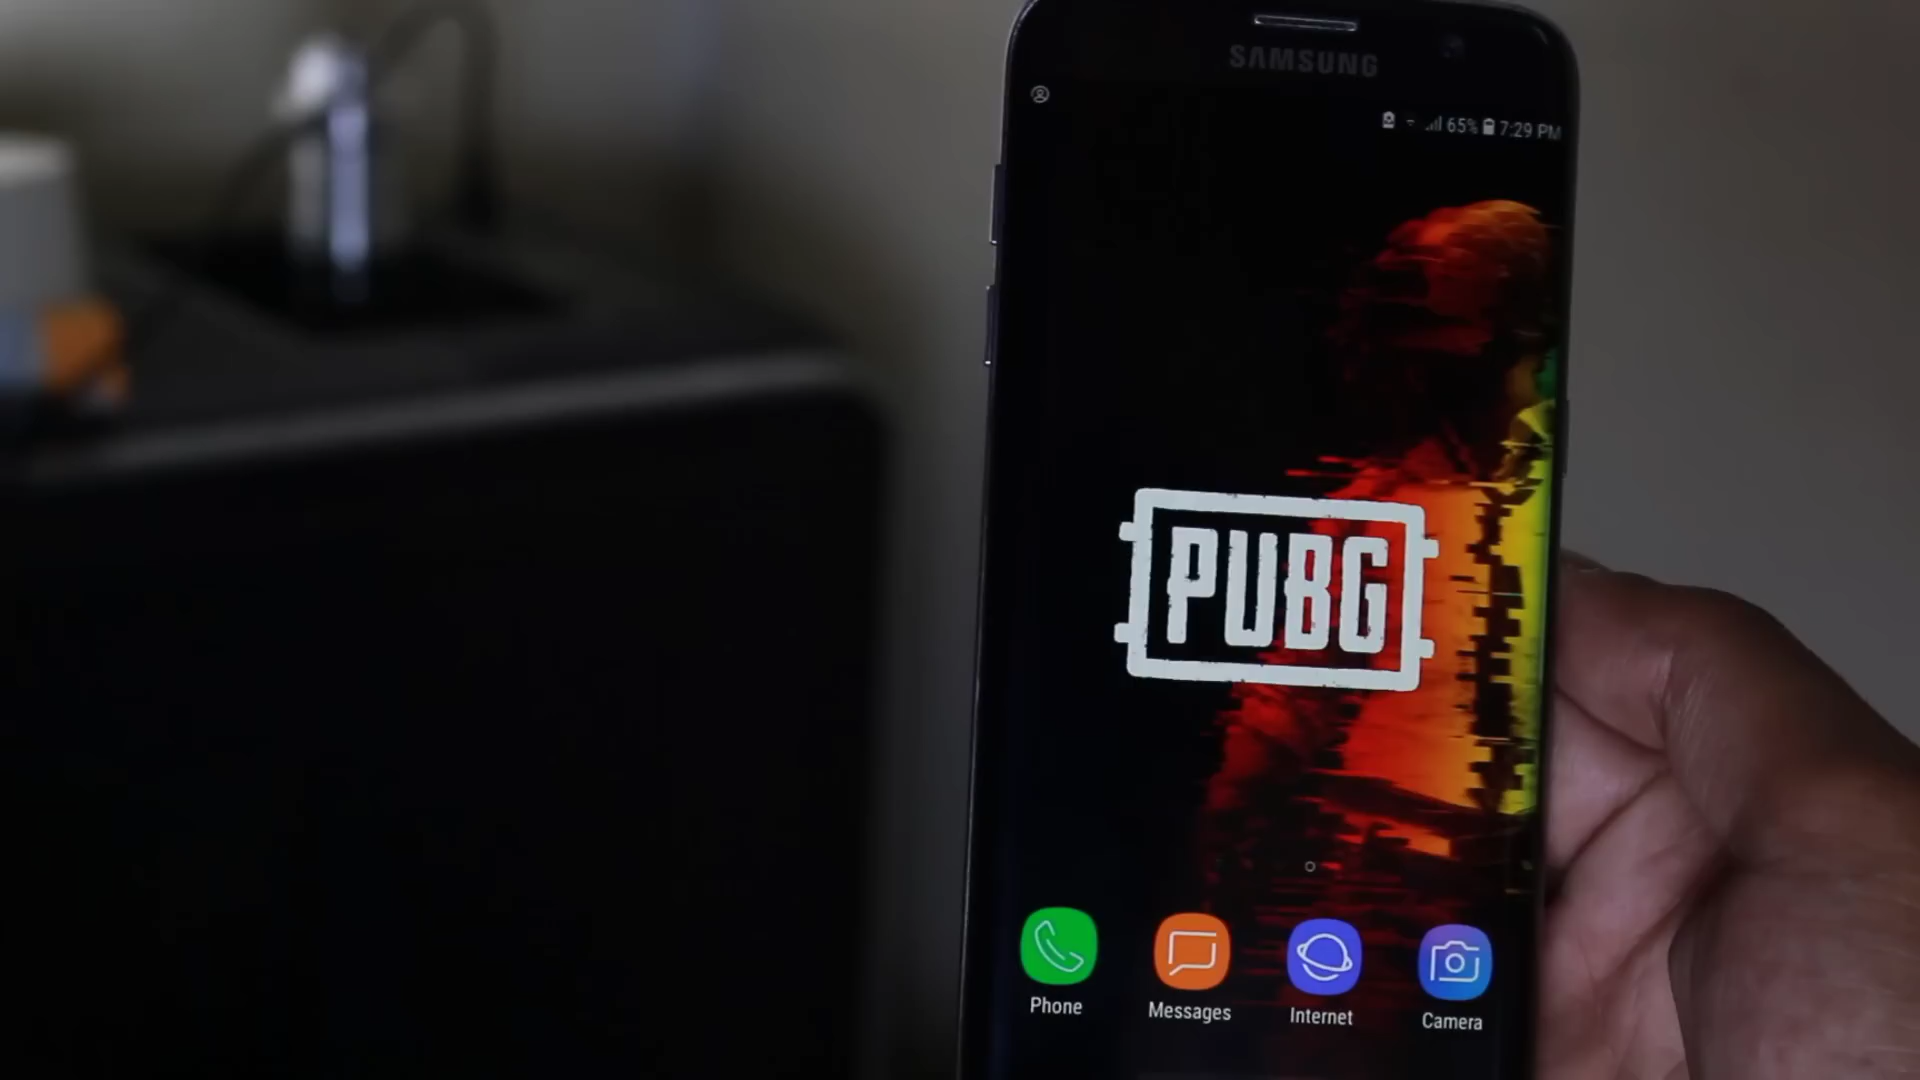 SAMSUNG
65% 7:29 PM
PUBG
Phone
Messages
Internet
Camera